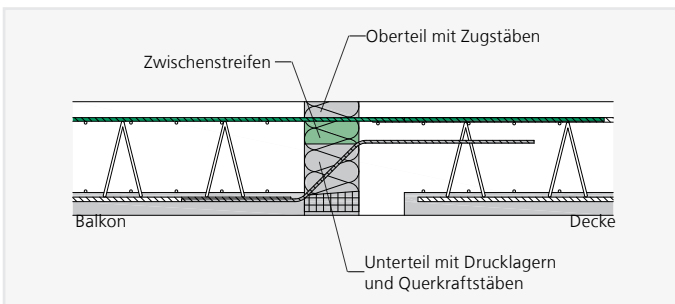 Oberteil mit Zugstäben
Zwischenstreifen
Balkon
Decke
Unterteil mit Drucklagern
und Querkraftstäben